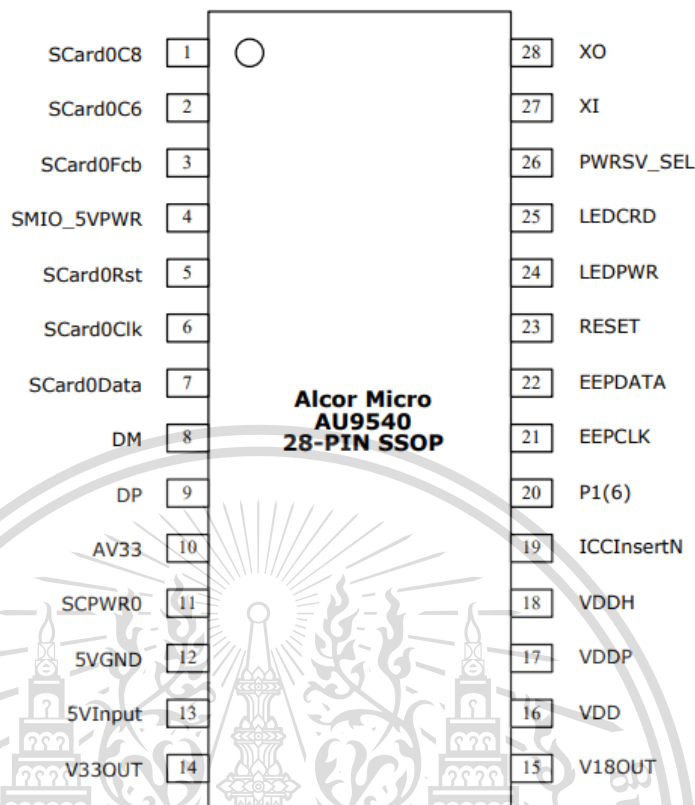 SCard0C8 1 28 XO
SCard0C6 2 27 XI
SCard0Fcb 3 26 PWRSV_SEL
SMIO_5VPWR 4 25 LEDCRD
SCard0Rst 5 24 LEDPWR
SCard0Clk 6 23 RESET
SCard0Data 7 22 EEPDATA
Alcor Micro
AU9540
28-PIN SSOP
DM 8 21 EEPCLK
DP 9 20 P1(6)
AV33 10 19 ICCInsertN
SCPWR0 11 18 VDDH
5VGND 12 17 VDDP
5VInput 13 16 VDD
V33OUT 14 15 V18OUT